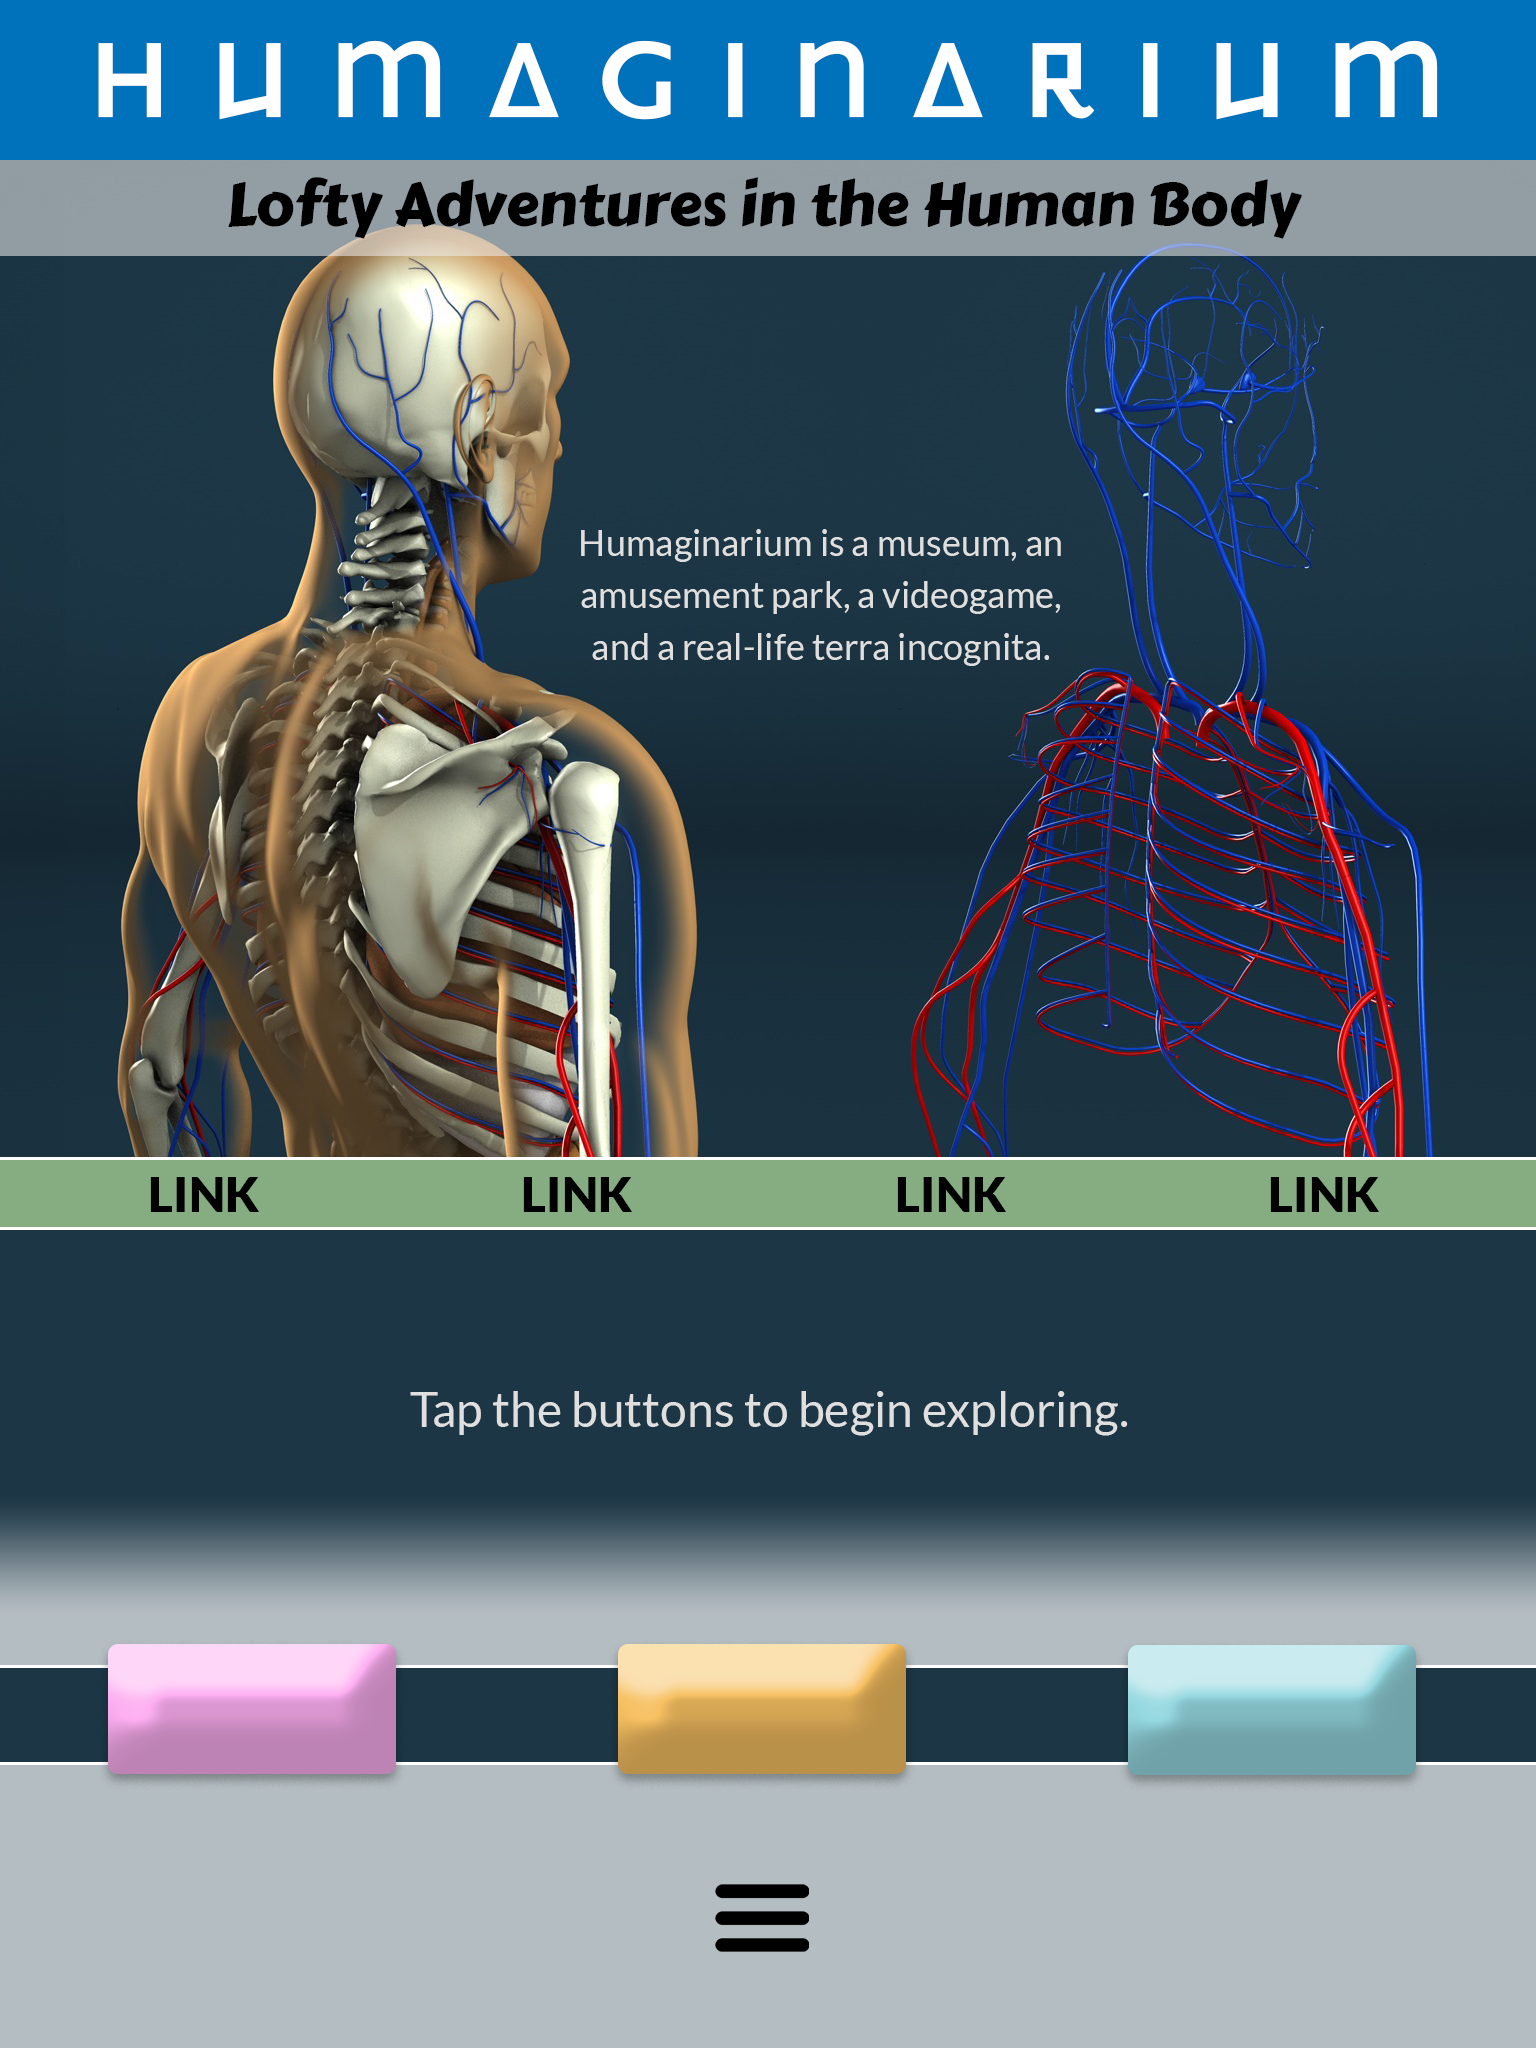 HUMAGINARIUM
Lofty Adventures in the Human Body
Humaginarium is a museum, an
amusement park, a videogame,
and a real-life terra incognita.
LINK LINK LINK LINK
Tap the buttons to begin exploring.